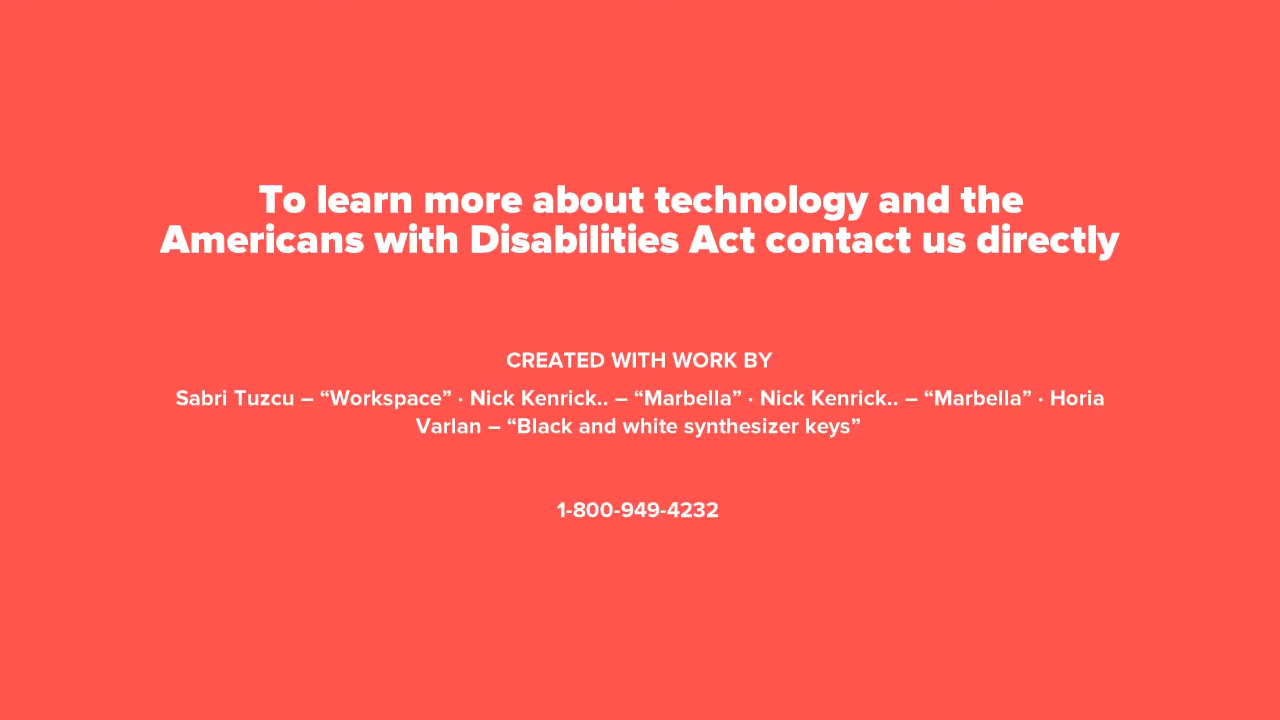 To learn more about technology and the
Americans with Disabilities Act contact us directly
CREATED WITH WORK BY
Sabri Tuzcu – “Workspace” · Nick Kenrick.. – “Marbella” · Nick Kenrick.. – “Marbella” · Horia
Varlan – “Black and white synthesizer keys”
1-800-949-4232